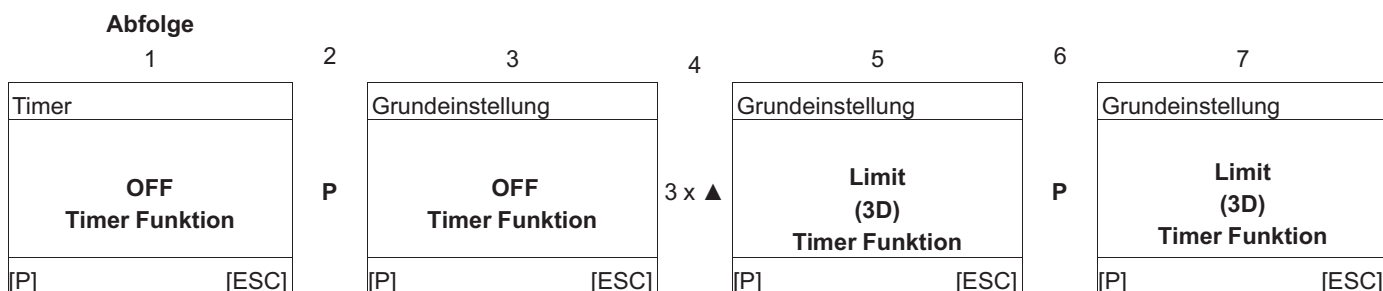 Abfolge
1 2 3 4 5 6 7
Timer Grundeinstellung Grundeinstellung Grundeinstellung
OFF P OFF 3 x ▲ Limit P Limit
(3D) (3D)
Timer Funktion Timer Funktion Timer Funktion Timer Funktion
[P] [ESC] [P] [ESC] [P] [ESC] [P] [ESC]